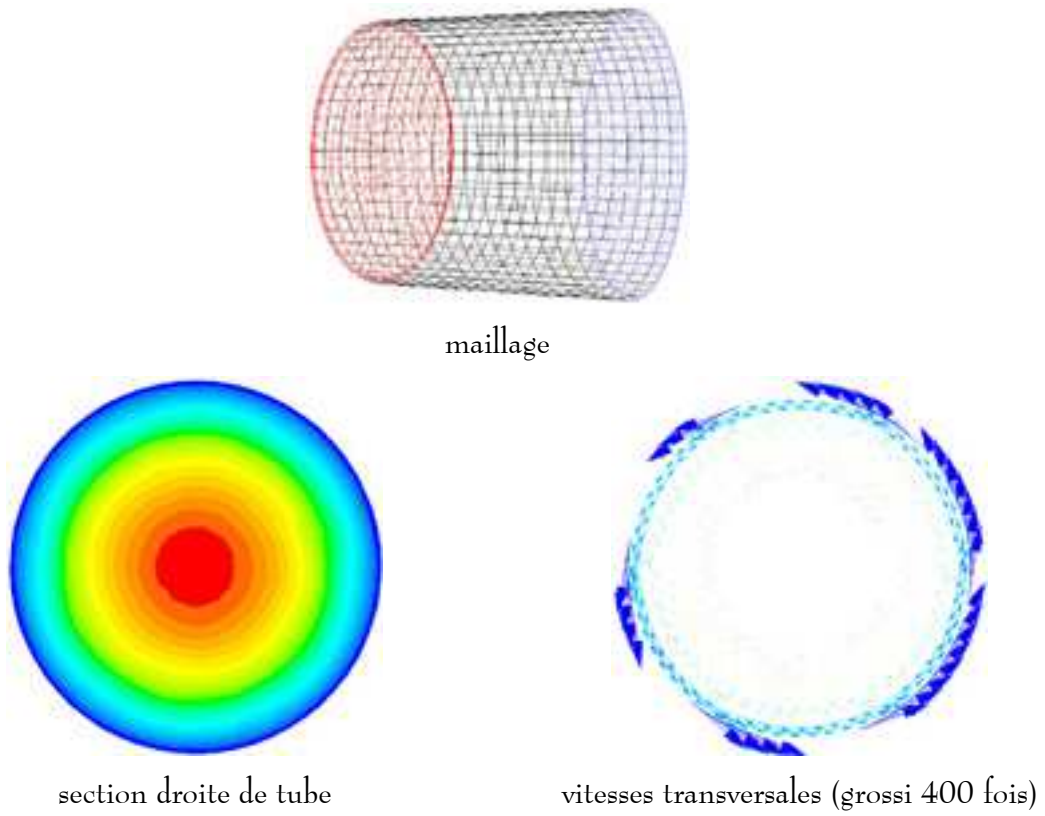 maillage
section droite de tube
vitesses transversales (grossi 400 fois)